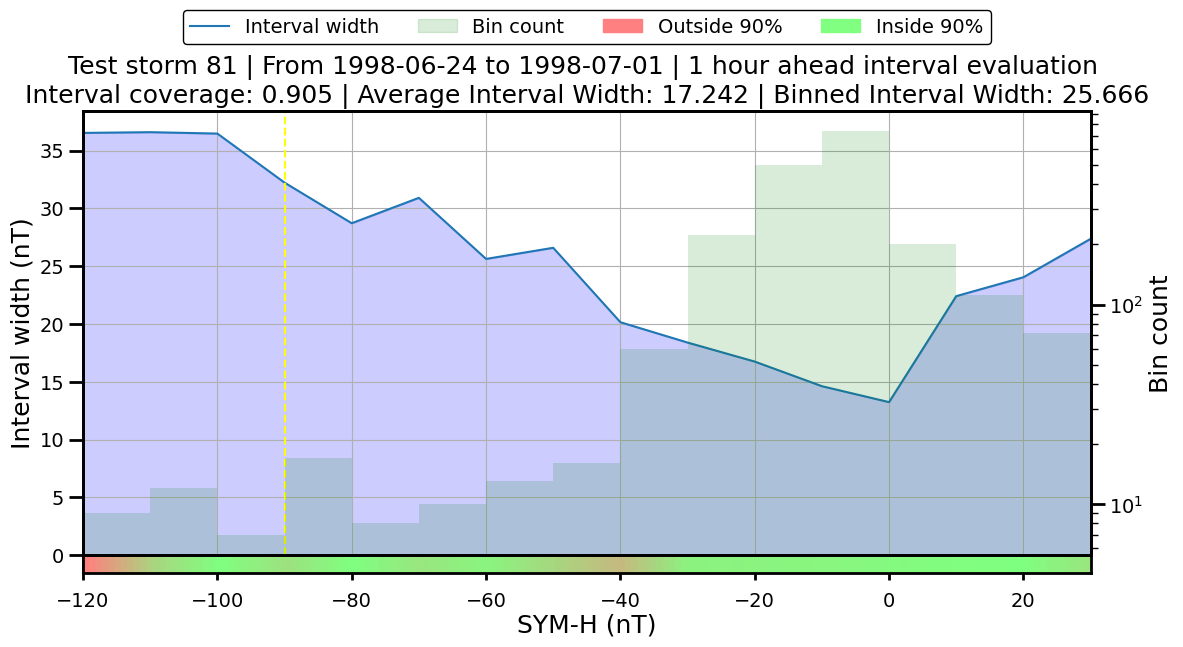 Interval width Bin count Outside 90% Inside 90%
Test storm 81 | From 1998-06-24 to 1998-07-01 | 1 hour ahead interval evaluation
Interval coverage: 0.905 | Average Interval Width: 17.242 | Binned Interval Width: 25.666
Interval width (nT)
35
30
25
20
15
10
5
0
10²
10¹
Bin count
−120 −100 −80 −60 −40 −20 0 20
SYM-H (nT)